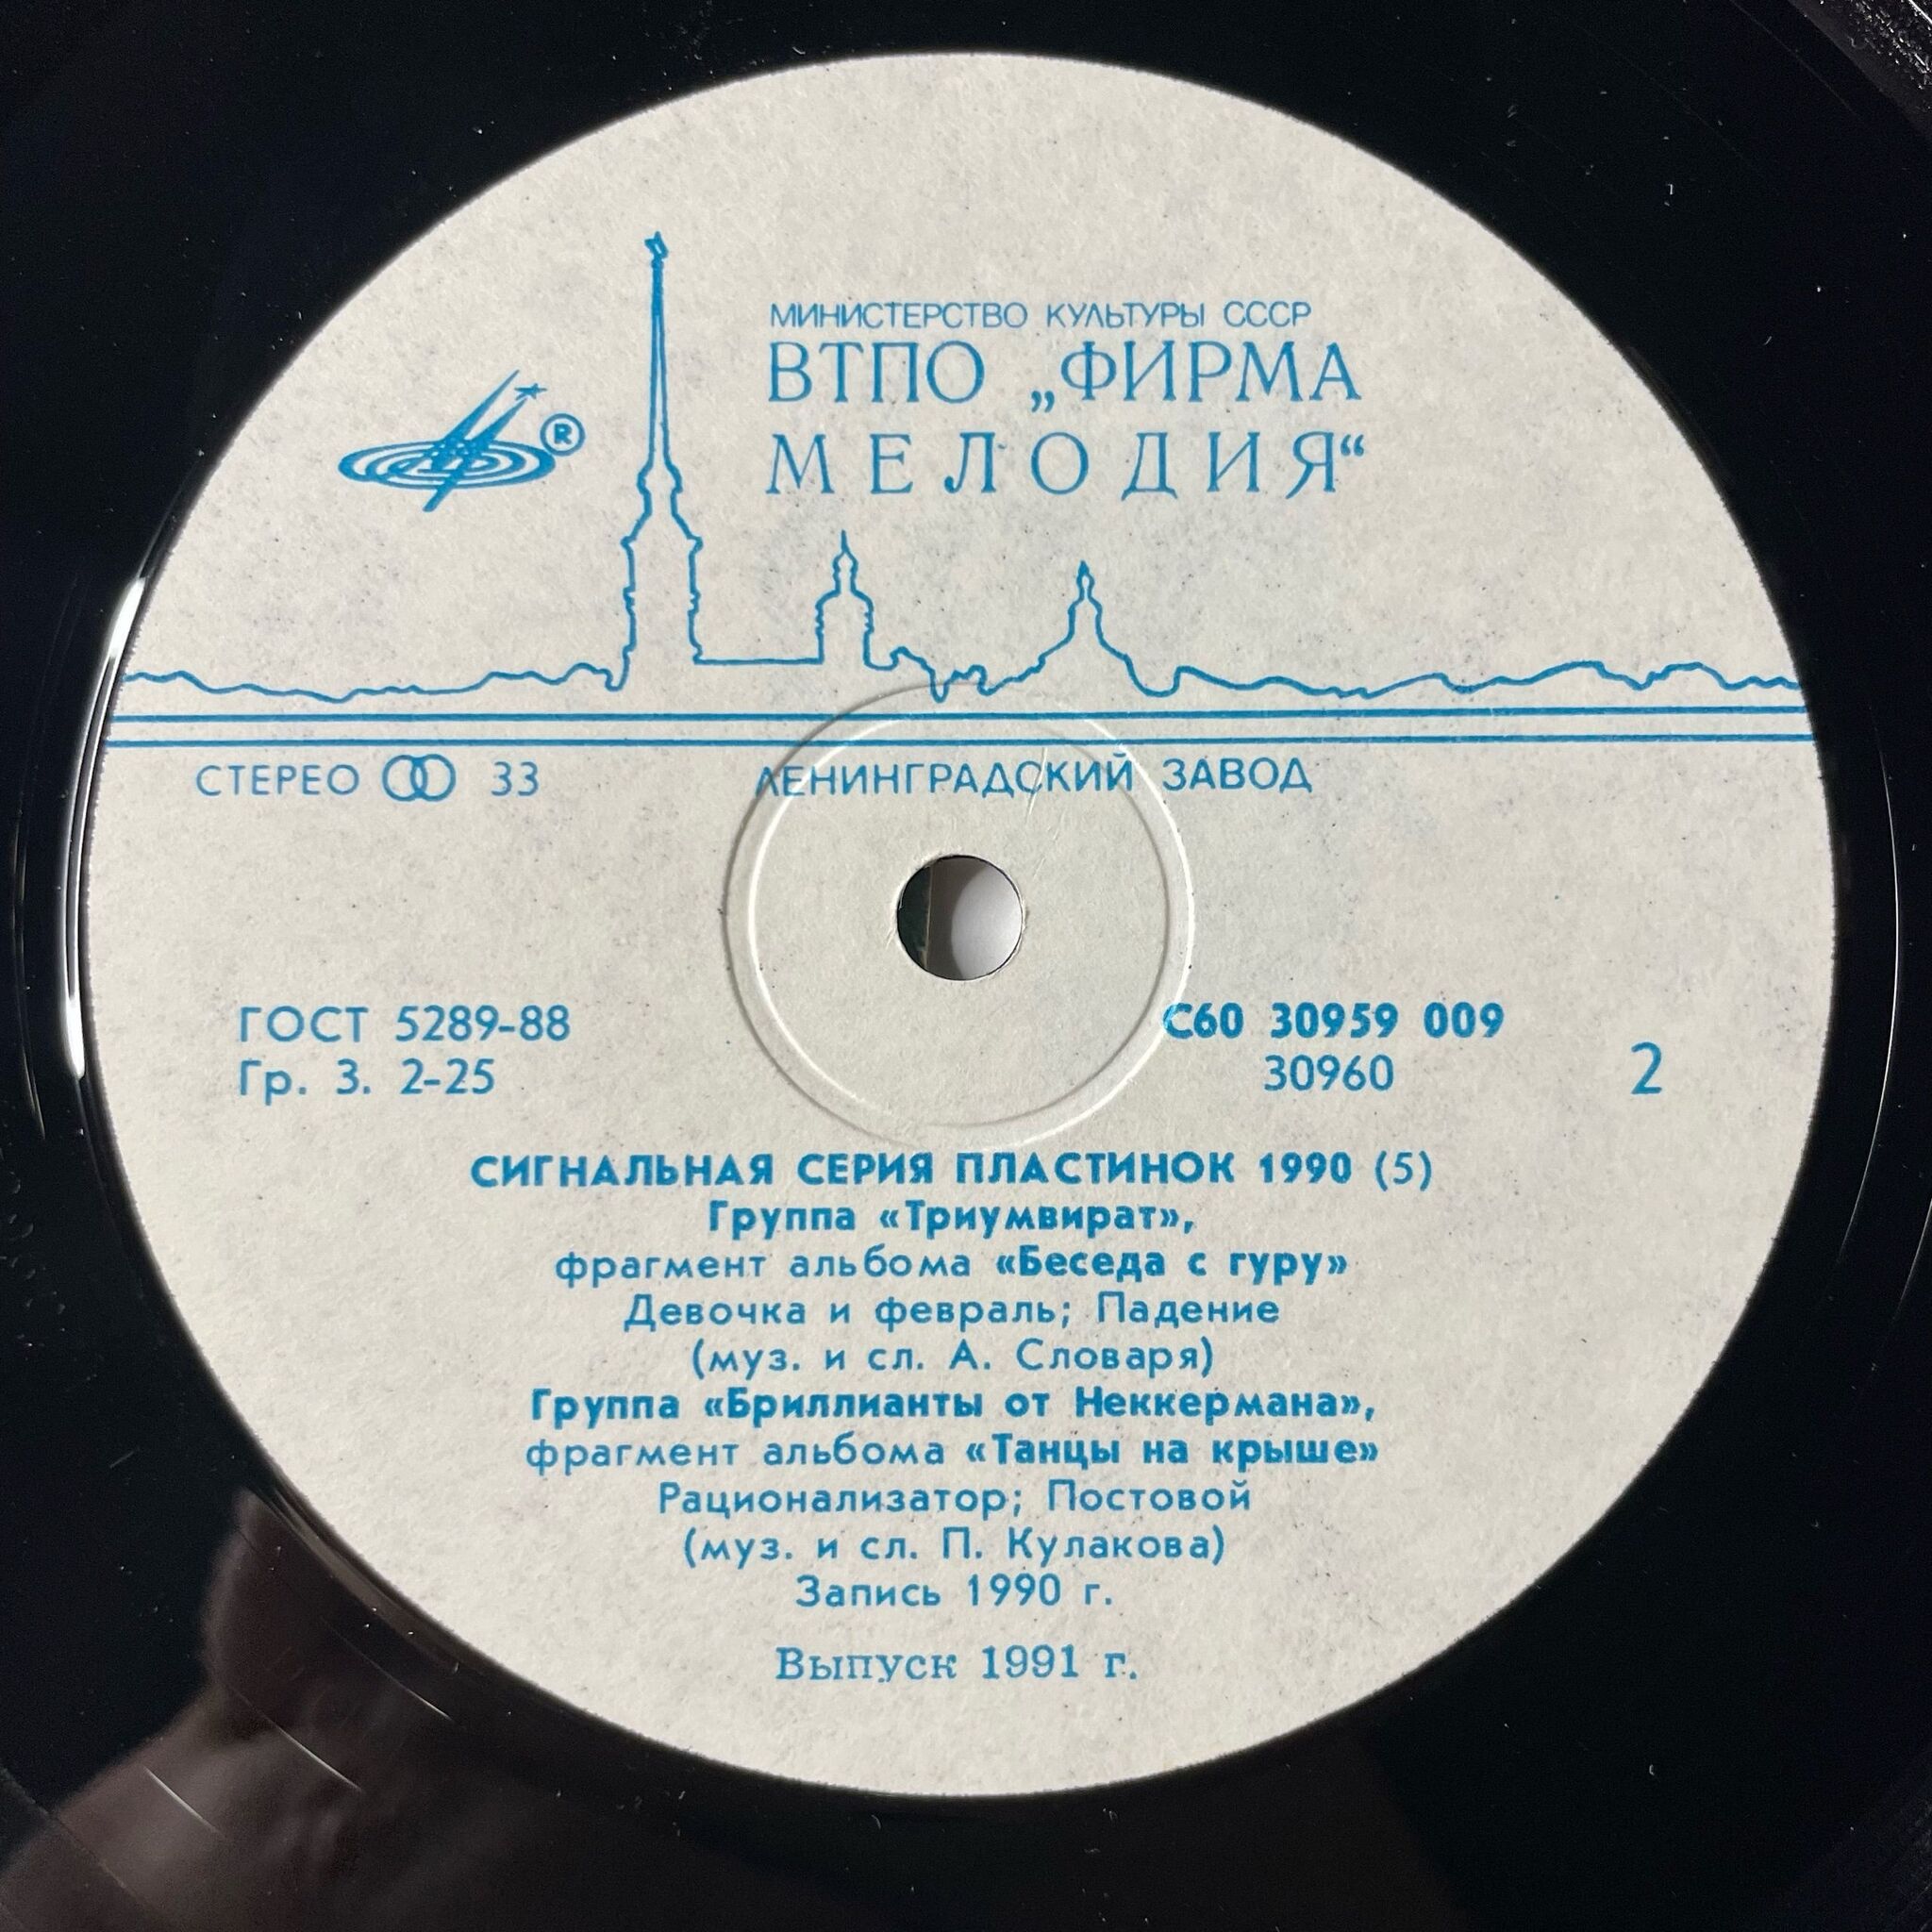 МИНИСТЕРСТВО КУЛЬТУРЫ СССР
ВТПО „ФИРМА
МЕЛОДИЯ“
®
СТЕРЕО 33 ЛЕНИНГРАДСКИЙ ЗАВОД
ГОСТ 5289-88 С60 30959 009
Гр. 3. 2-25 30960 2
СИГНАЛЬНАЯ СЕРИЯ ПЛАСТИНОК 1990 (5)
Группа «Триумвират»,
фрагмент альбома «Беседа с гуру»
Девочка и февраль; Падение
(муз. и сл. А. Словаря)
Группа «Бриллианты от Неккермана»,
фрагмент альбома «Танцы на крыше»
Рационализатор; Постовой
(муз. и сл. П. Кулакова)
Запись 1990 г.
Выпуск 1991 г.